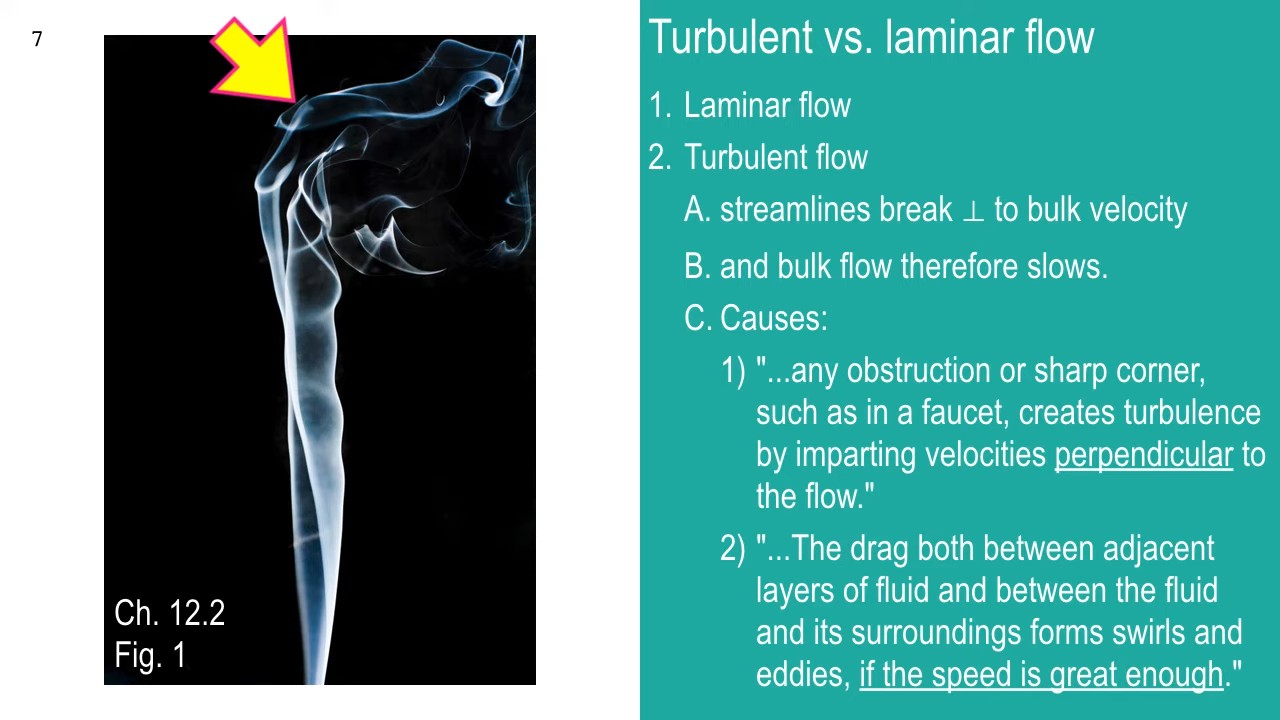 7
Ch. 12.2
Fig. 1
Turbulent vs. laminar flow
1. Laminar flow
2. Turbulent flow
A. streamlines break ⊥ to bulk velocity
B. and bulk flow therefore slows.
C. Causes:
1) "...any obstruction or sharp corner,
such as in a faucet, creates turbulence
by imparting velocities perpendicular to
the flow."
2) "...The drag both between adjacent
layers of fluid and between the fluid
and its surroundings forms swirls and
eddies, if the speed is great enough."